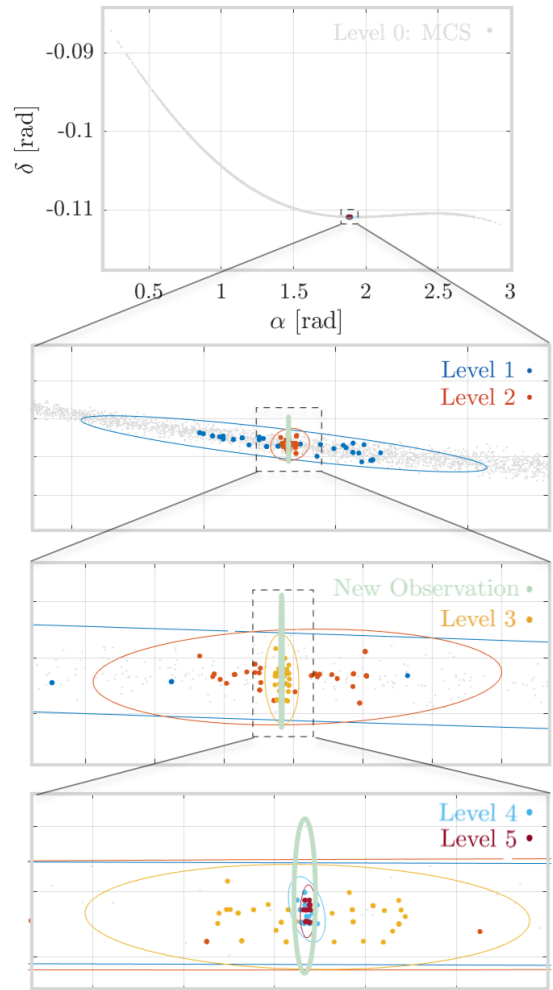 Level 0: MCS
-0.09
-0.1
-0.11
δ [rad]
0.5 1 1.5 2 2.5 3
α [rad]
Level 1
Level 2
New Observation
Level 3
Level 4
Level 5